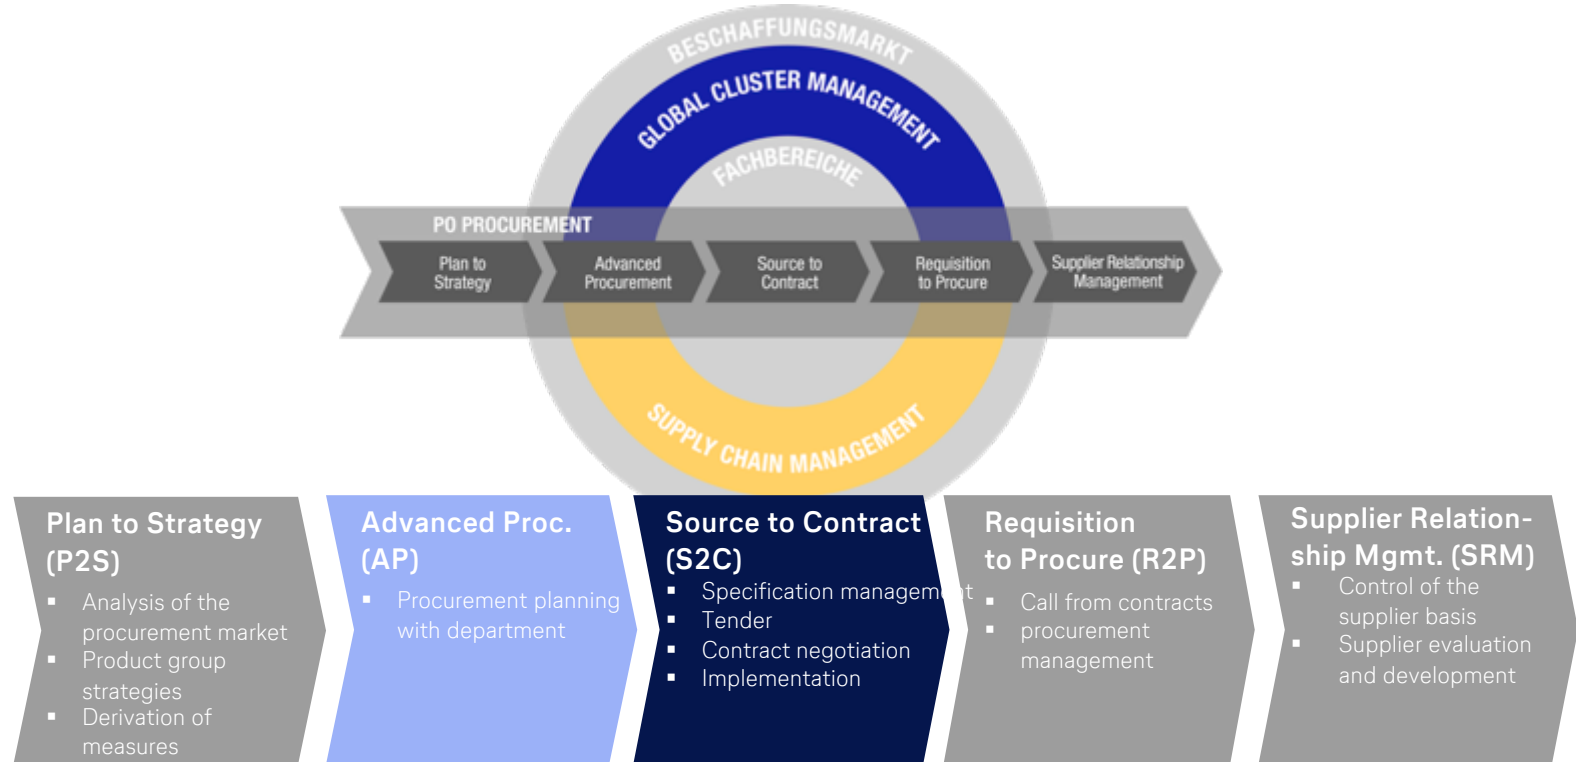 BESCHAFFUNGSMARKT
GLOBAL CLUSTER MANAGEMENT
FACHBEREICHE
PO PROCUREMENT
Plan to
Strategy
Advanced
Procurement
Source to
Contract
Requisition
to Procure
Supplier Relationship
Management
SUPPLY CHAIN MANAGEMENT
Plan to Strategy
(P2S)
▪ Analysis of the
procurement market
▪ Product group
strategies
▪ Derivation of
measures
Advanced Proc.
(AP)
▪ Procurement planning
with department
Source to Contract
(S2C)
▪ Specification management
▪ Tender
▪ Contract negotiation
▪ Implementation
Requisition
to Procure (R2P)
▪ Call from contracts
▪ procurement
management
Supplier Relation-
ship Mgmt. (SRM)
▪ Control of the
supplier basis
▪ Supplier evaluation
and development